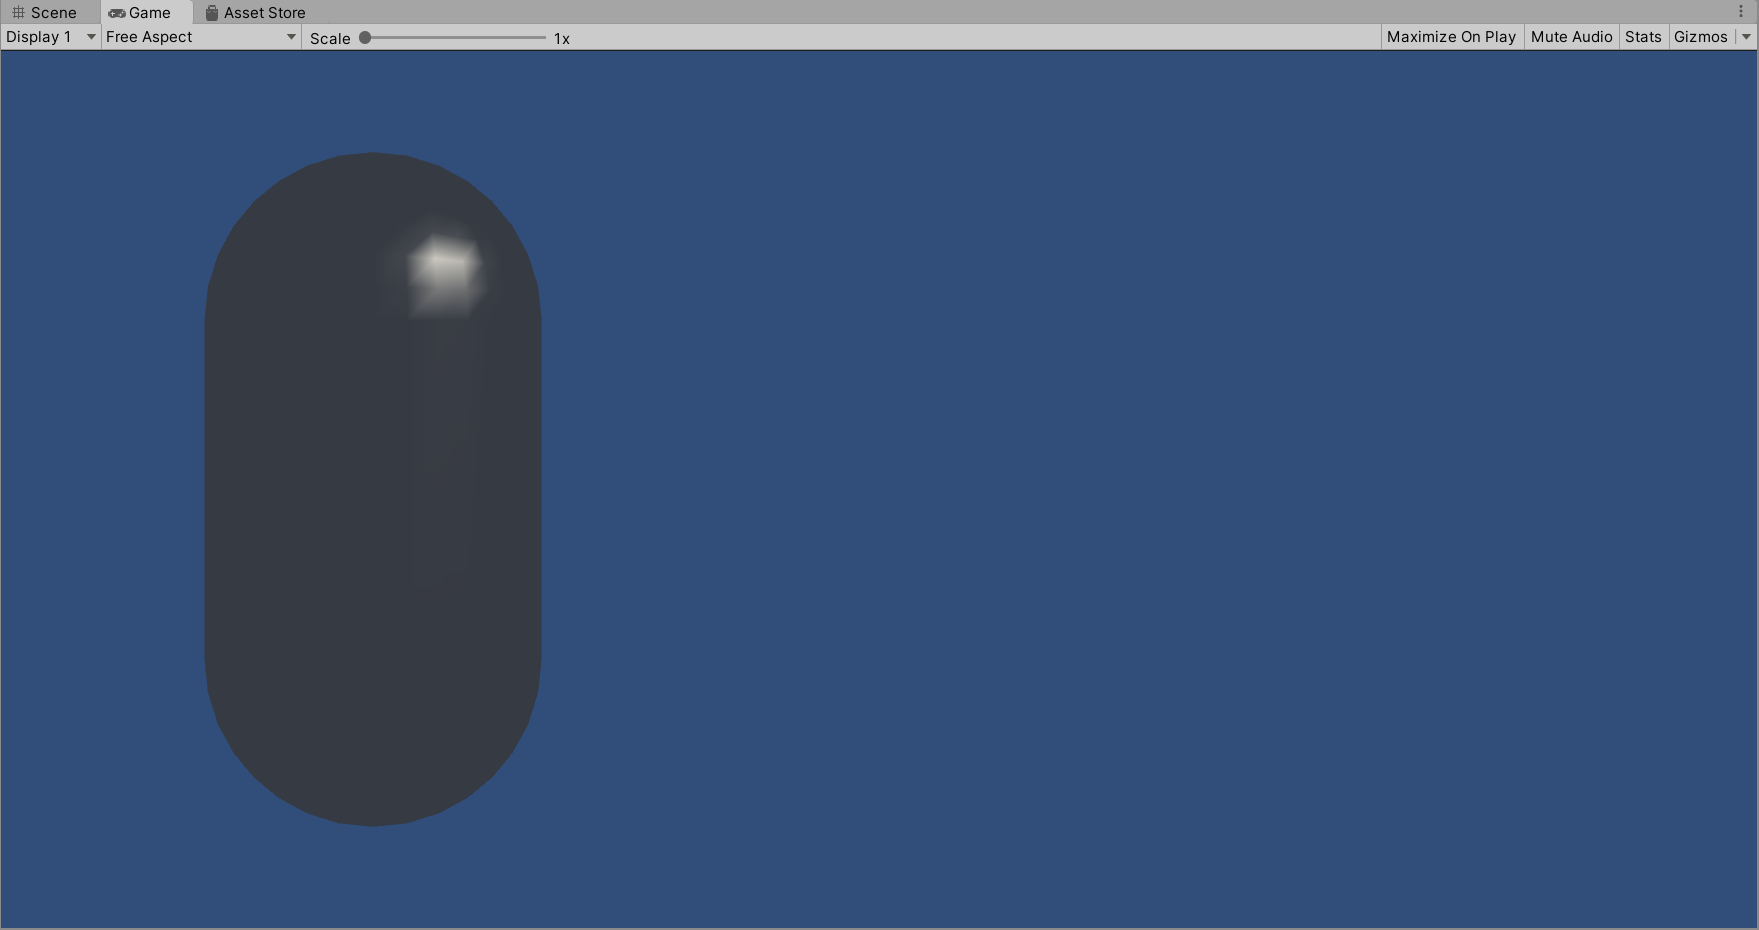 Scene Game Asset Store
Display 1 Free Aspect Scale 1x Maximize On Play Mute Audio Stats Gizmos